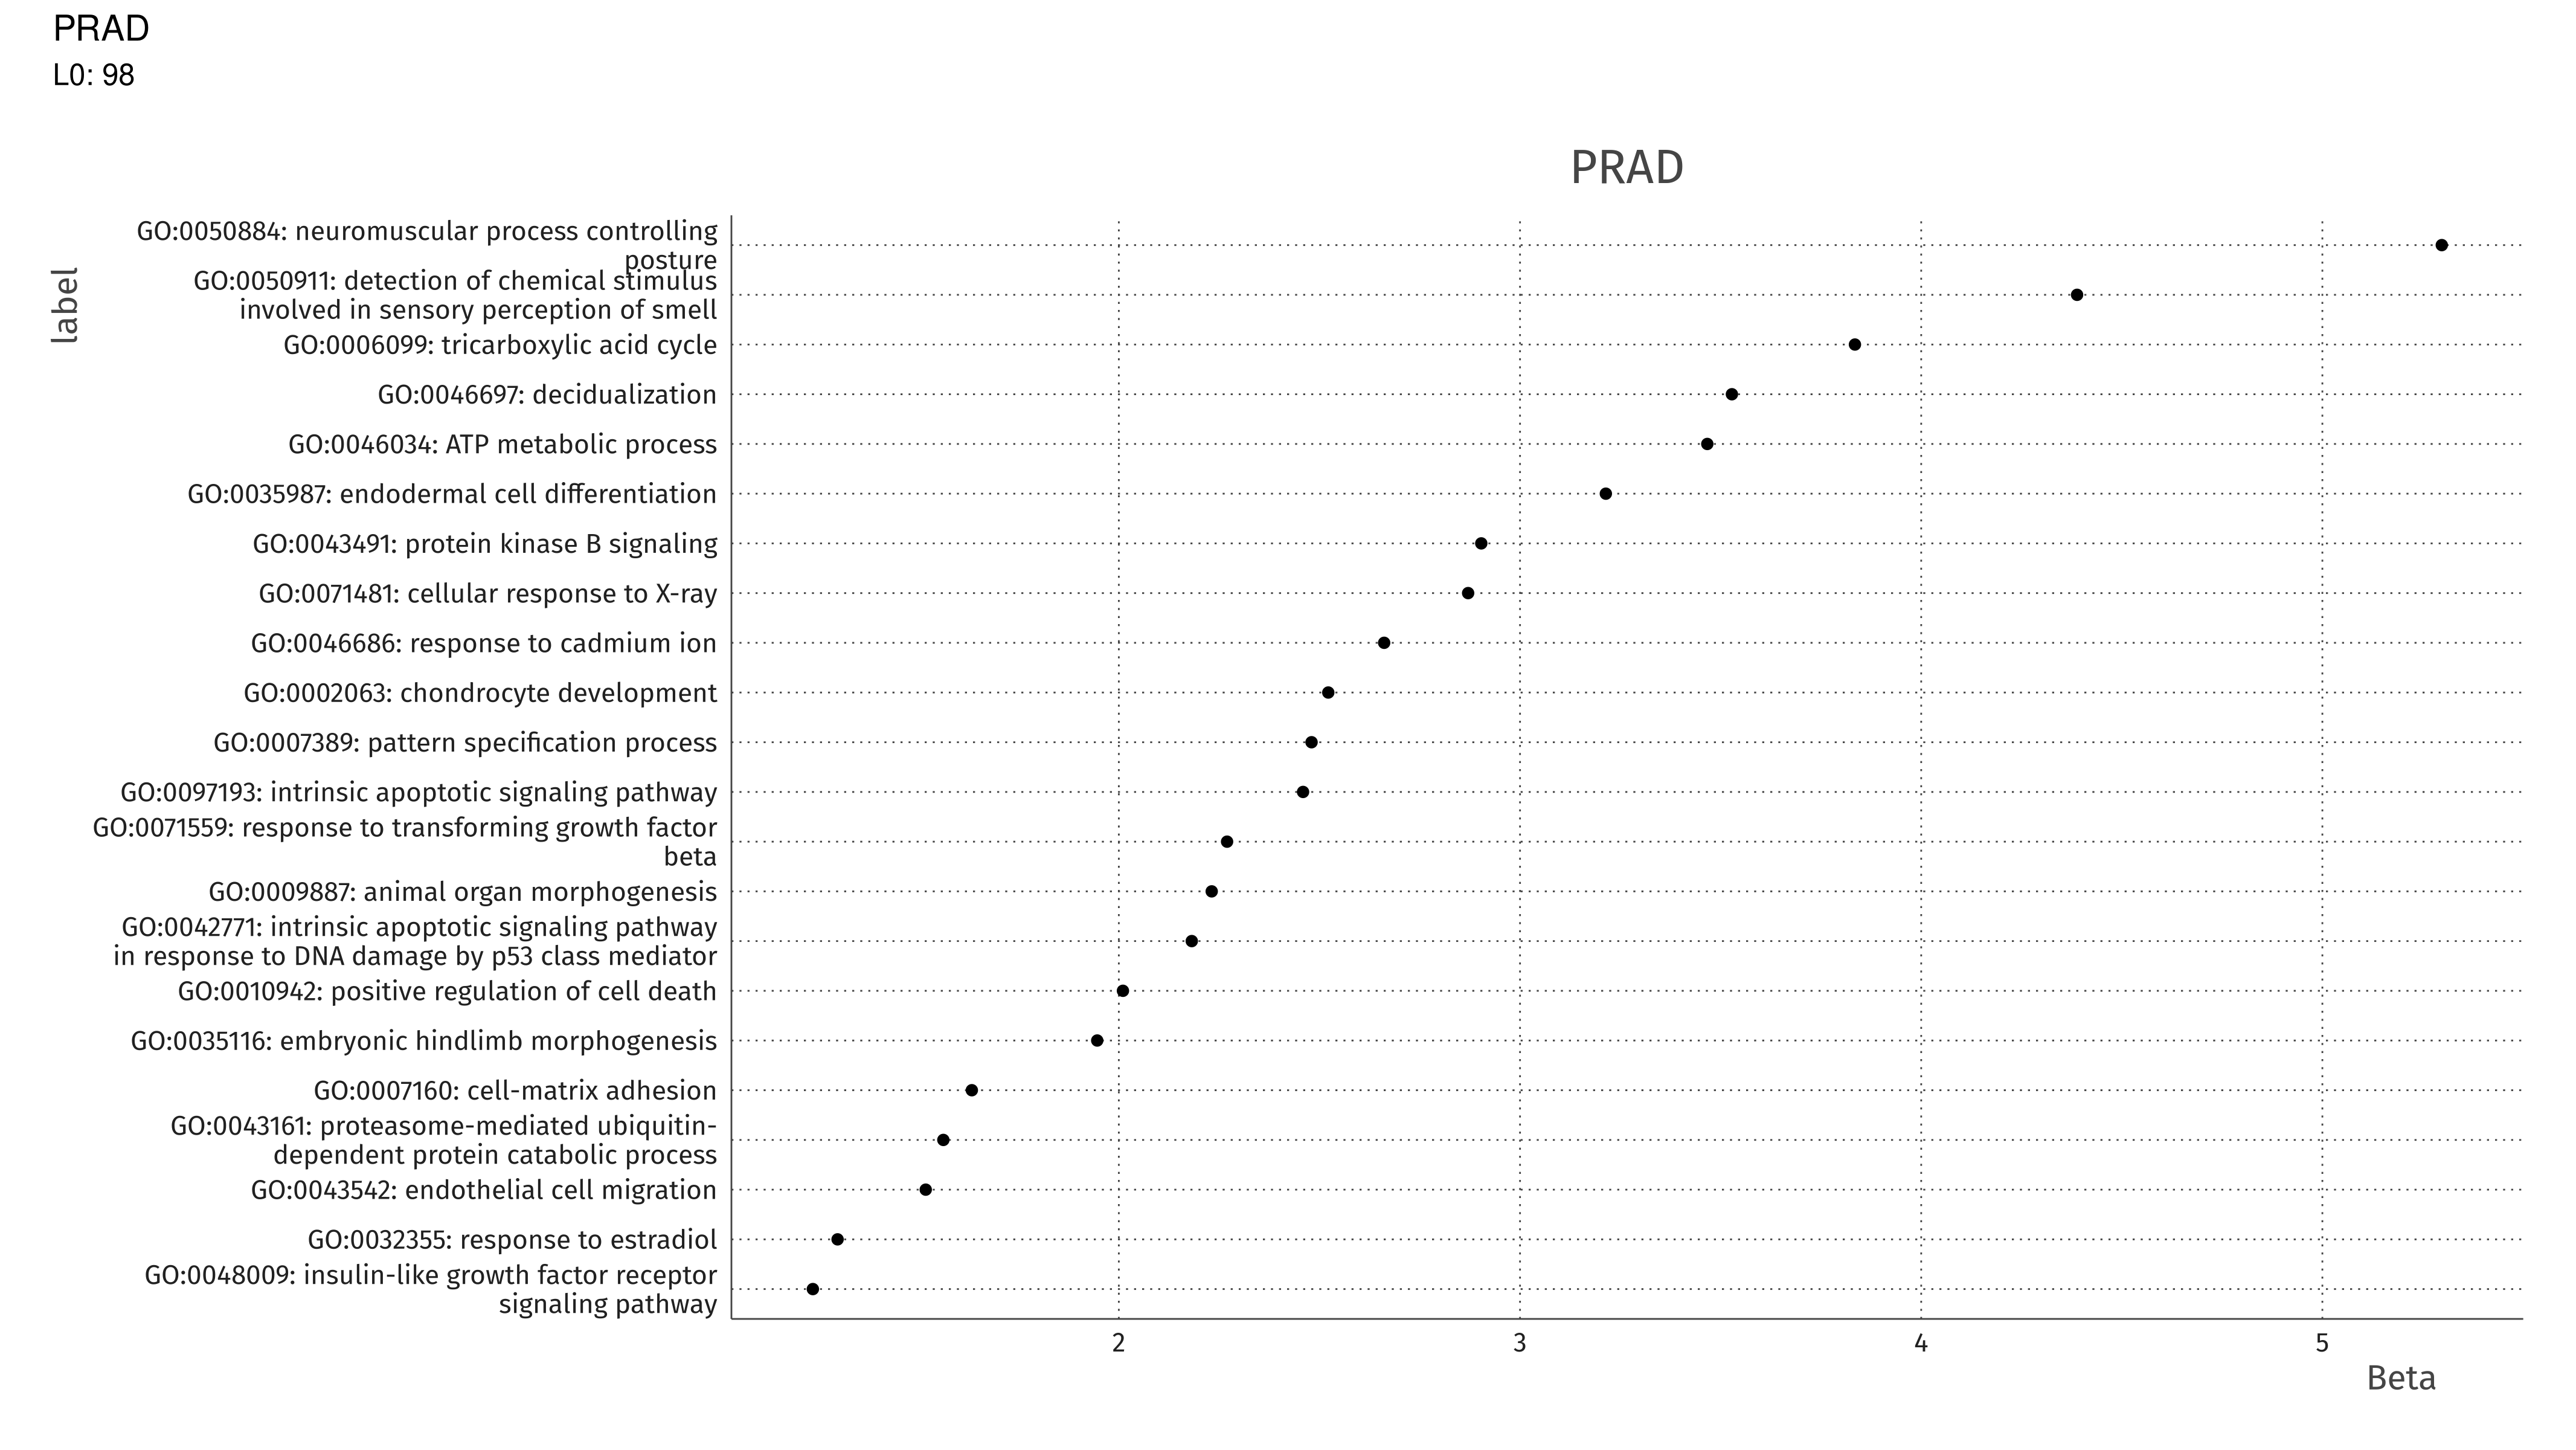 PRAD
L0: 98
PRAD
label
GO:0050884: neuromuscular process controlling
posture
GO:0050911: detection of chemical stimulus
involved in sensory perception of smell
GO:0006099: tricarboxylic acid cycle
GO:0046697: decidualization
GO:0046034: ATP metabolic process
GO:0035987: endodermal cell differentiation
GO:0043491: protein kinase B signaling
GO:0071481: cellular response to X-ray
GO:0046686: response to cadmium ion
GO:0002063: chondrocyte development
GO:0007389: pattern specification process
GO:0097193: intrinsic apoptotic signaling pathway
GO:0071559: response to transforming growth factor
beta
GO:0009887: animal organ morphogenesis
GO:0042771: intrinsic apoptotic signaling pathway
in response to DNA damage by p53 class mediator
GO:0010942: positive regulation of cell death
GO:0035116: embryonic hindlimb morphogenesis
GO:0007160: cell-matrix adhesion
GO:0043161: proteasome-mediated ubiquitin-
dependent protein catabolic process
GO:0043542: endothelial cell migration
GO:0032355: response to estradiol
GO:0048009: insulin-like growth factor receptor
signaling pathway
2 3 4 5
Beta